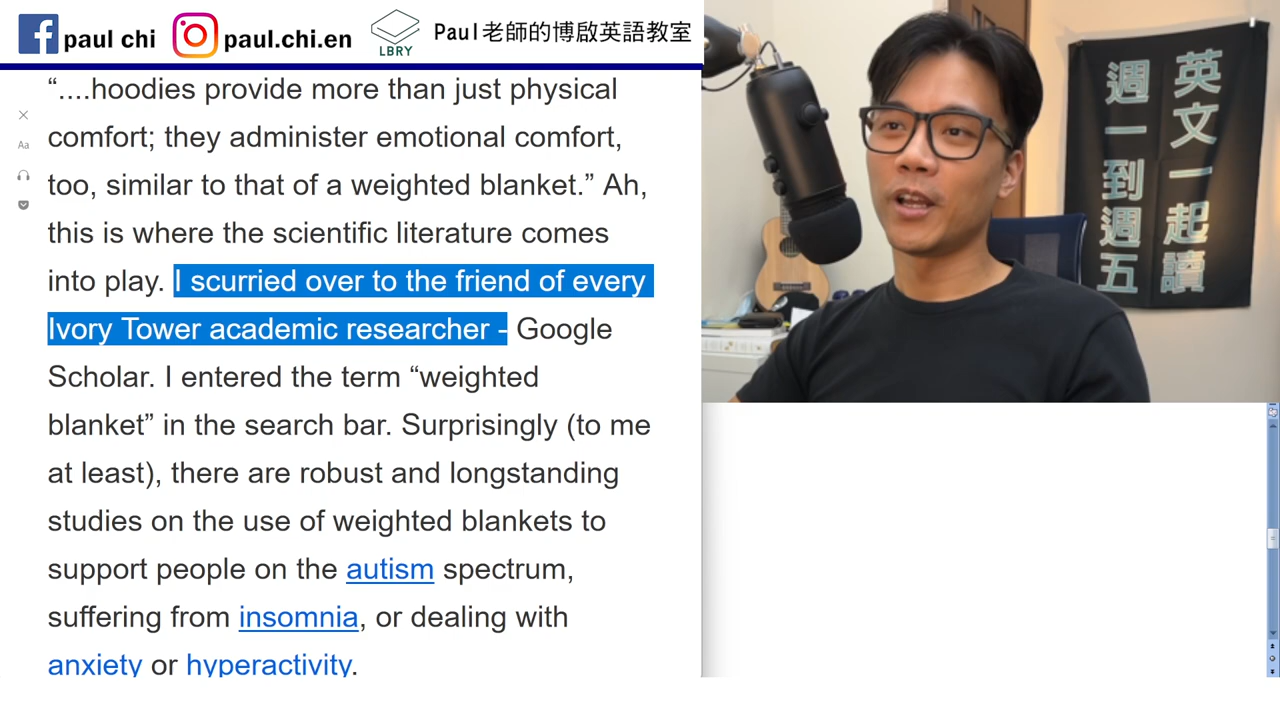 paul chi
paul.chi.en
LBRY
Paul老師的博啟英語教室
“....hoodies provide more than just physical
comfort; they administer emotional comfort,
too, similar to that of a weighted blanket.” Ah,
this is where the scientific literature comes
into play. I scurried over to the friend of every
Ivory Tower academic researcher - Google
Scholar. I entered the term “weighted
blanket” in the search bar. Surprisingly (to me
at least), there are robust and longstanding
studies on the use of weighted blankets to
support people on the autism spectrum,
suffering from insomnia, or dealing with
anxiety or hyperactivity.
Aa
英文一起讀
週一到週五